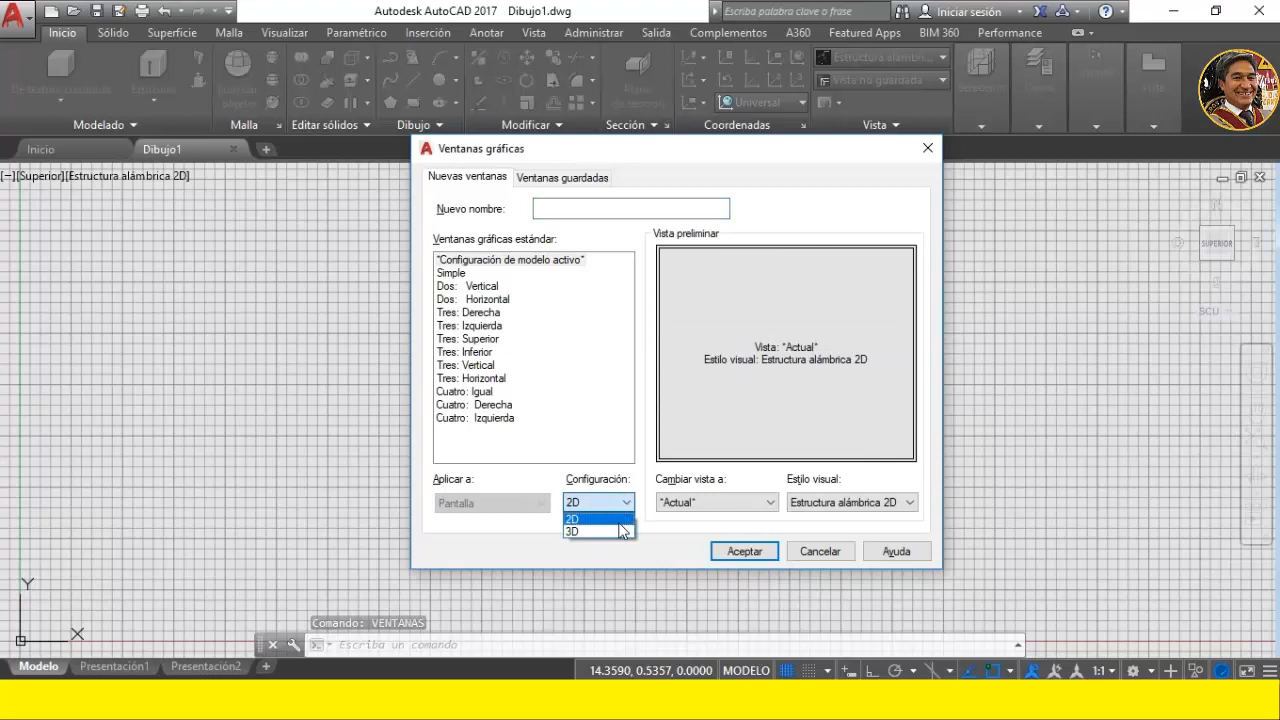 Autodesk AutoCAD 2017 Dibujo1.dwg
Escriba palabra clave o frase
Iniciar sesión
Inicio Sólido Superficie Malla Visualizar Paramétrico Inserción Anotar Vista Administrar Salida Complementos A360 Featured Apps BIM 360 Performance
Estructura alámbr...
Vista no guardada
Universal
Modelado Malla Editar sólidos Dibujo Modificar Sección Coordenadas Vista
Inicio Dibujo1
[−][Superior][Estructura alámbrica 2D]
Ventanas gráficas
Nuevas ventanas Ventanas guardadas
Nuevo nombre:
Ventanas gráficas estándar:
*Configuración de modelo activo*
Simple
Dos: Vertical
Dos: Horizontal
Tres: Derecha
Tres: Izquierda
Tres: Superior
Tres: Inferior
Tres: Vertical
Tres: Horizontal
Cuatro: Igual
Cuatro: Derecha
Cuatro: Izquierda
Vista preliminar
Vista: *Actual*
Estilo visual: Estructura alámbrica 2D
Aplicar a: Configuración: Cambiar vista a: Estilo visual:
Pantalla 2D *Actual* Estructura alámbrica 2D
2D
3D
Aceptar Cancelar Ayuda
SUPERIOR
SCU
Y
X
Comando: VENTANAS
Escriba un comando
Modelo Presentación1 Presentación2
14.3590, 0.5357, 0.0000 MODELO 1:1